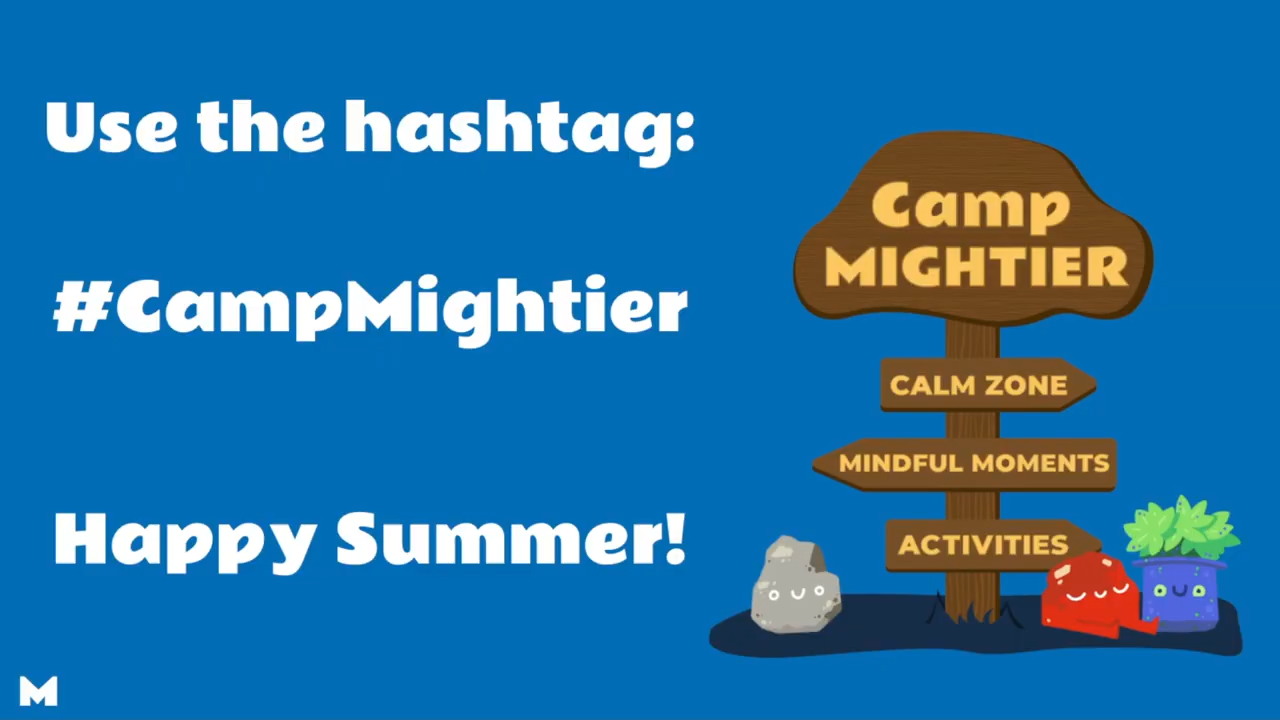 Use the hashtag:
#CampMightier
Happy Summer!
Camp
MIGHTIER
CALM ZONE
MINDFUL MOMENTS
ACTIVITIES
M